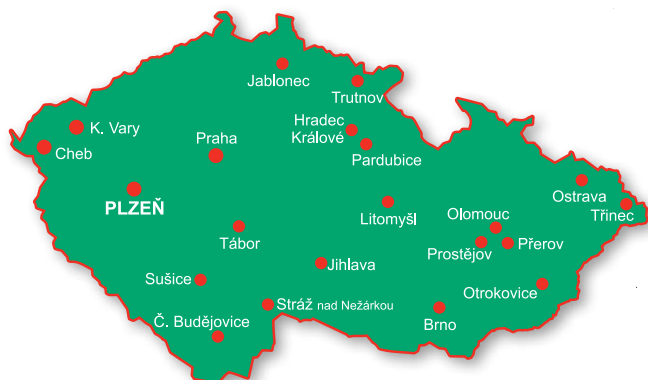 Jablonec
Trutnov
Hradec
Králové
K. Vary
Praha
Pardubice
Cheb
Ostrava
PLZEŇ
Litomyšl
Olomouc
Třinec
Tábor
Prostějov
Přerov
Jihlava
Sušice
Otrokovice
Stráž nad Nežárkou
Č. Budějovice
Brno